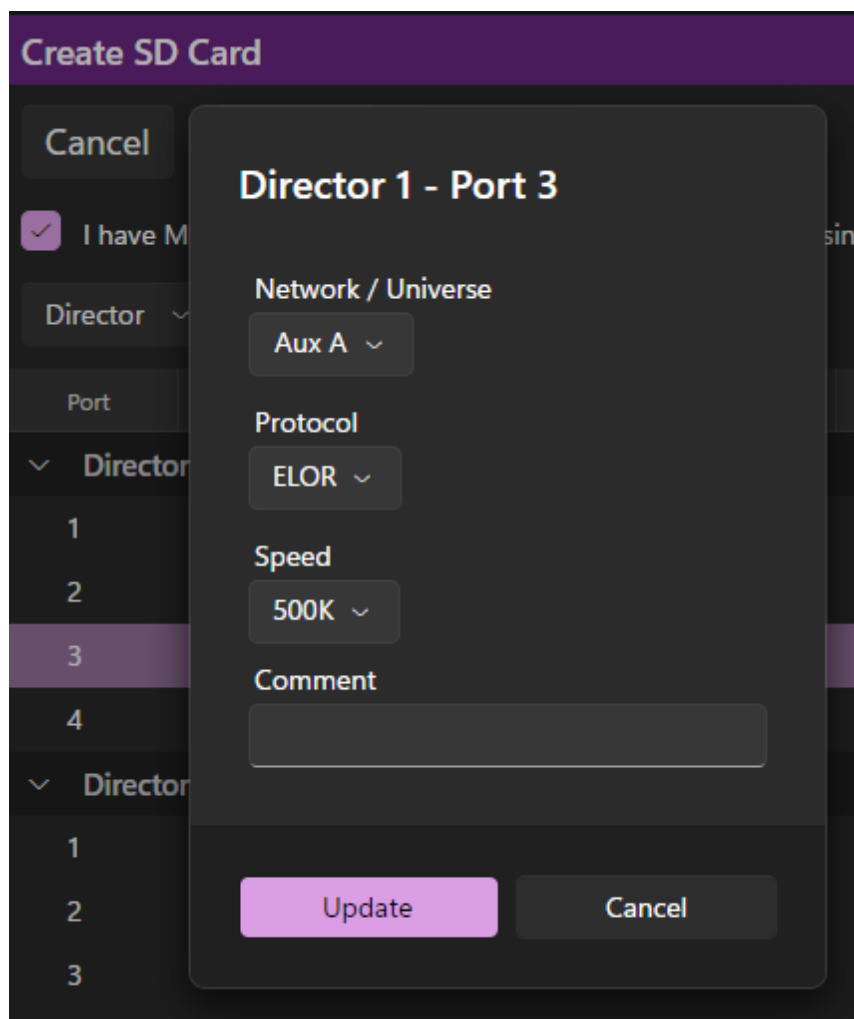 Create SD Card
Cancel
I have M
sin
Director
Port
Director
1
2
3
4
Director
1
2
3
Director 1 - Port 3
Network / Universe
Aux A
Protocol
ELOR
Speed
500K
Comment
Update
Cancel